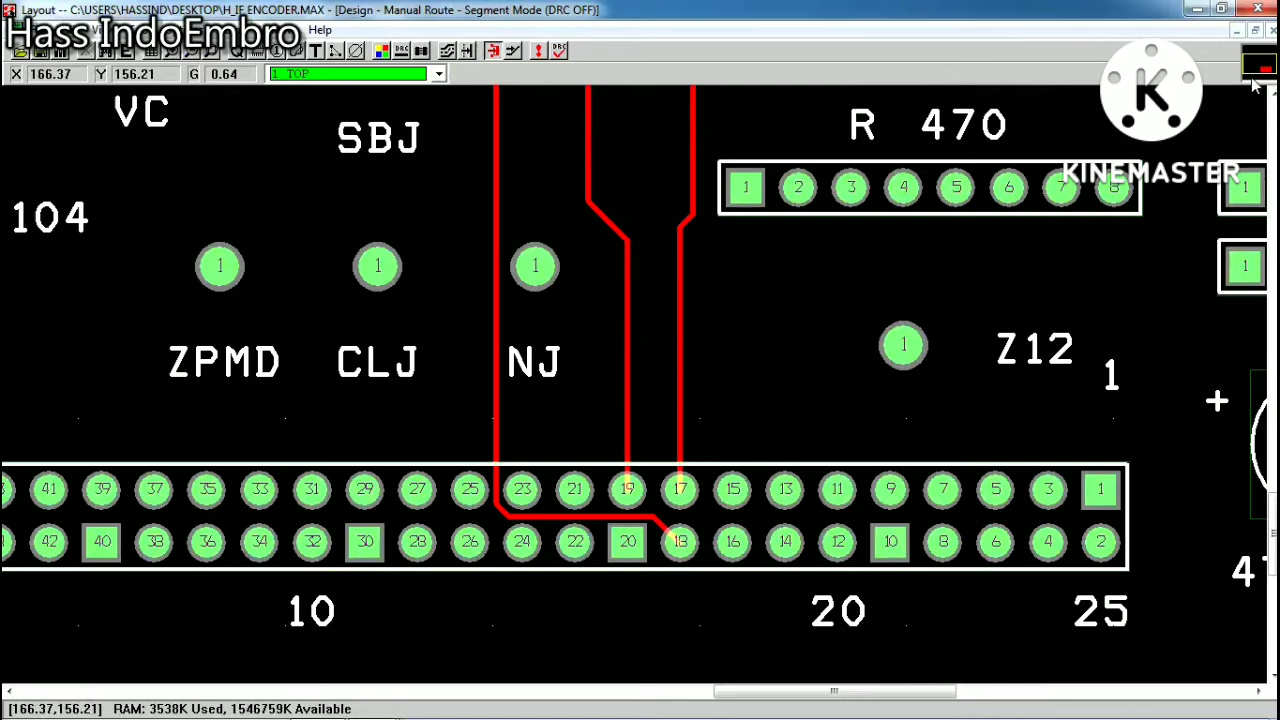 Layout -- C:\USERS\HASSIND\DESKTOP\H_IF ENCODER.MAX - [Design - Manual Route - Segment Mode (DRC OFF)]
Hass IndoEmbro
Help
X 166.37 Y 156.21 G 0.64 1 TOP
K
KINEMASTER
VC
SBJ
R 470
1 2 3 4 5 6 7 8 1
104
1 1 1 1
1
ZPMD CLJ NJ Z12 1
+
41 39 37 35 33 31 29 27 25 23 21 19 17 15 13 11 9 7 5 3 1
42 40 38 36 34 32 30 28 26 24 22 20 18 16 14 12 10 8 6 4 2
10 20 25
[166.37,156.21] RAM: 3538K Used, 1546759K Available